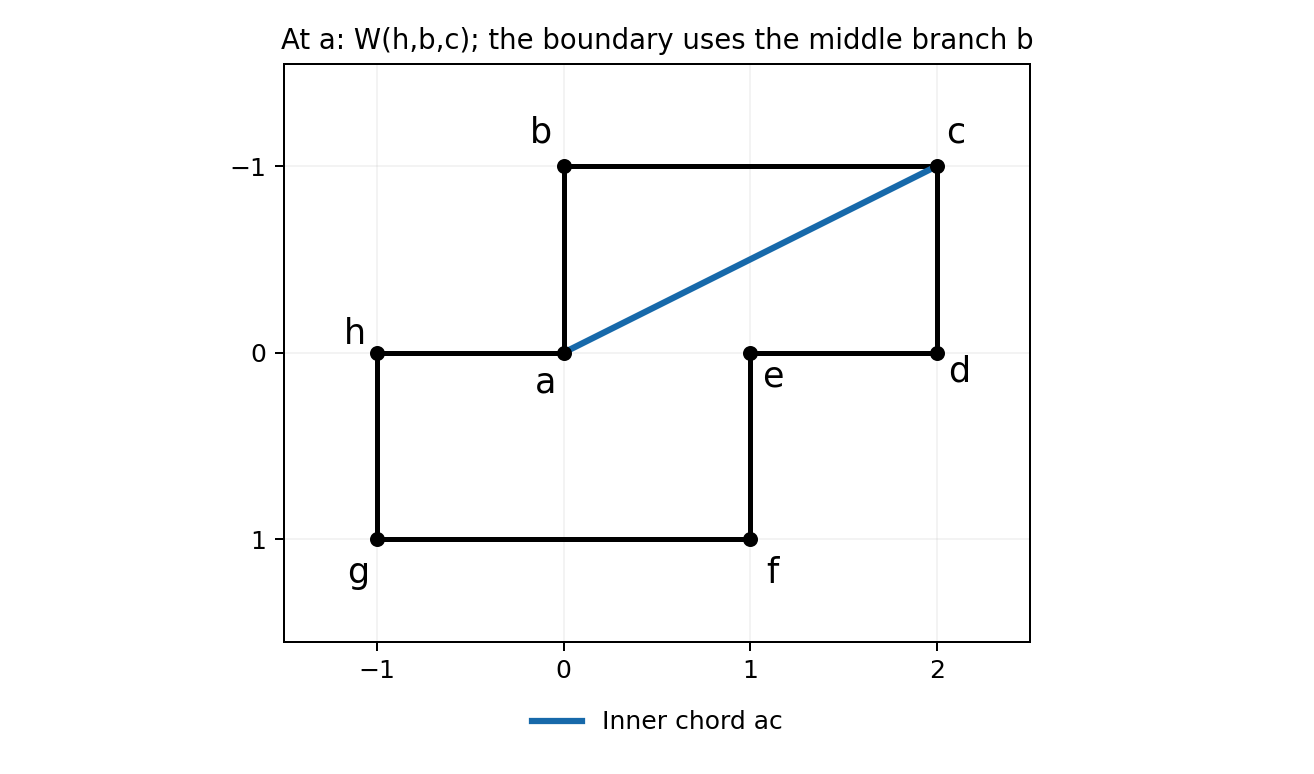 At a: W(h,b,c); the boundary uses the middle branch b
b
c
−1
h
0
a
e
d
1
g
f
−1
0
1
2
Inner chord ac